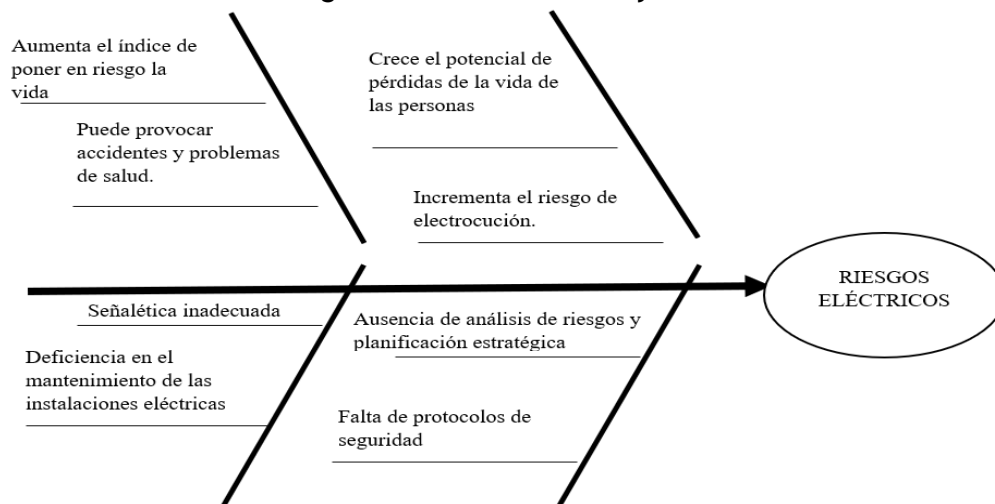 Aumenta el índice de
poner en riesgo la
vida
Puede provocar
accidentes y problemas
de salud.
Crece el potencial de
pérdidas de la vida de
las personas
Incrementa el riesgo de
electrocución.
RIESGOS
ELÉCTRICOS
Señalética inadecuada
Deficiencia en el
mantenimiento de las
instalaciones eléctricas
Ausencia de análisis de riesgos y
planificación estratégica
Falta de protocolos de
seguridad